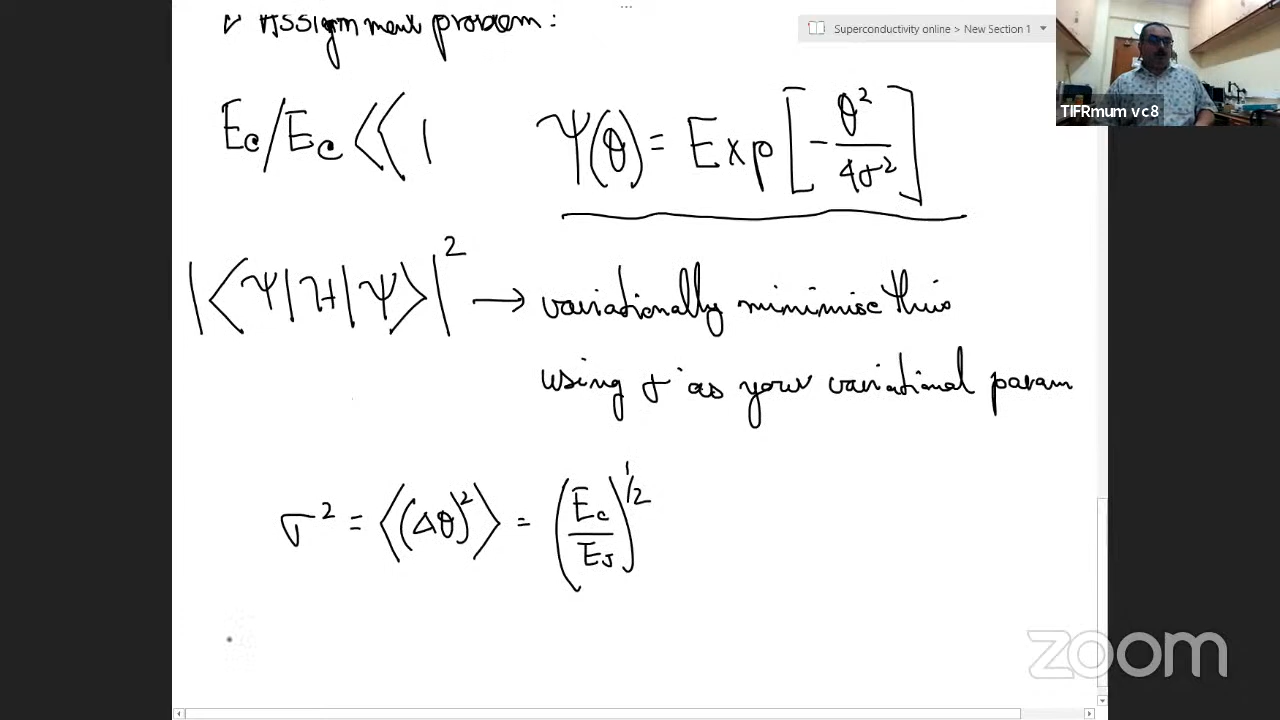 Assignment problem:
Superconductivity online > New Section 1
TIFRmum vc8
Ec/Ec << 1
Ψ(θ) = Exp[-θ²/4σ²]
|<Ψ|H|Ψ>|² → variationally minimise this
using σ as your variational param
σ² = <(Δθ)²> = (Ec/EJ)^1/2
zoom